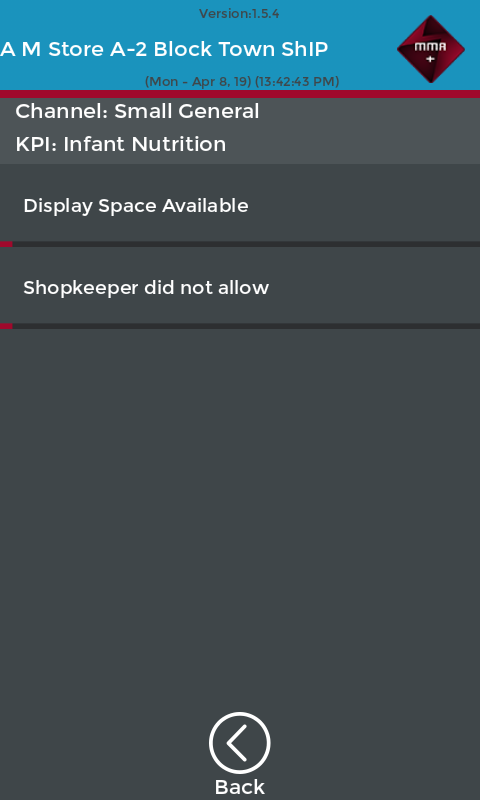 Version:1.5.4
A M Store A-2 Block Town ShIP
MMA
+
(Mon - Apr 8, 19) (13:42:43 PM)
Channel: Small General
KPI: Infant Nutrition
Display Space Available
Shopkeeper did not allow
Back